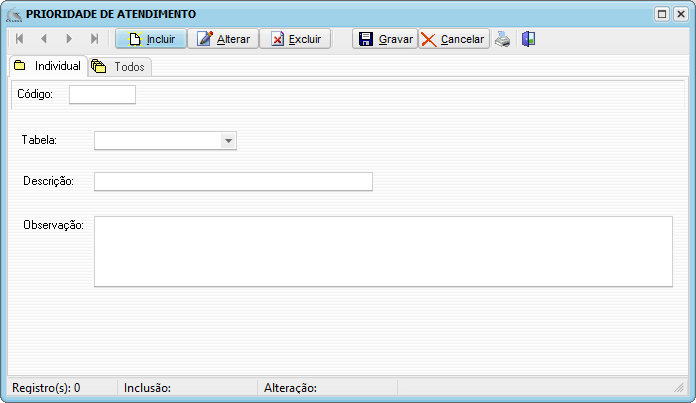 PRIORIDADE DE ATENDIMENTO
Incluir Alterar Excluir Gravar Cancelar
Individual Todos
Código:
Tabela:
Descrição:
Observação:
Registro(s): 0 Inclusão: Alteração: